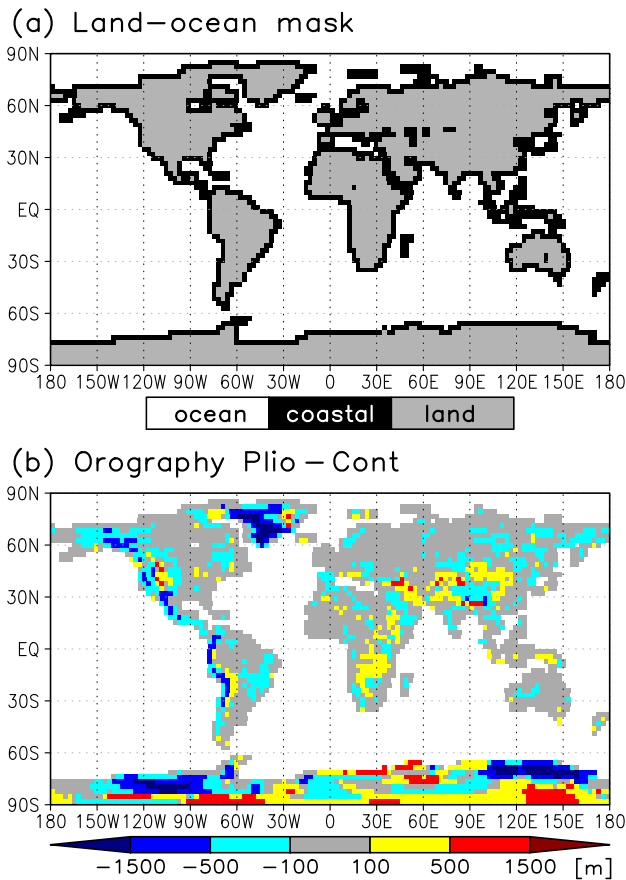 (a) Land-ocean mask
90N
60N
30N
EQ
30S
60S
90S
180 150W 120W 90W 60W 30W 0 30E 60E 90E 120E 150E 180
ocean coastal land
(b) Orography Plio-Cont
90N
60N
30N
EQ
30S
60S
90S
180 150W 120W 90W 60W 30W 0 30E 60E 90E 120E 150E 180
-1500 -500 -100 100 500 1500 [m]